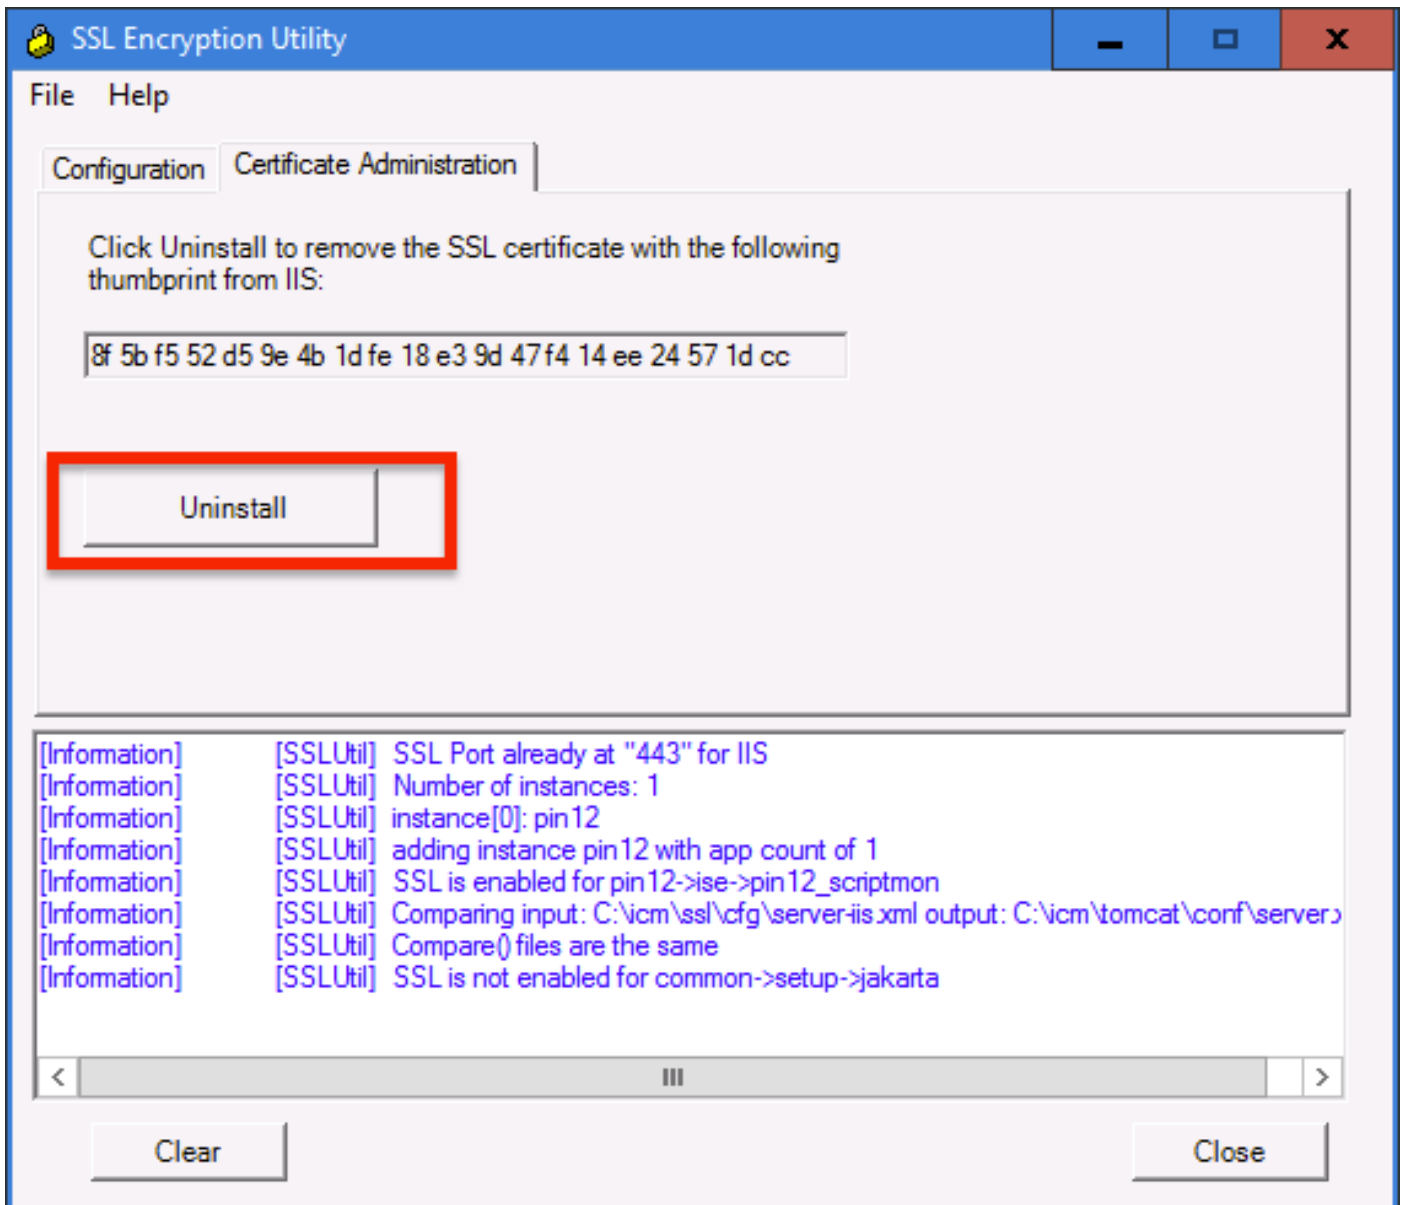 SSL Encryption Utility
File Help
Configuration Certificate Administration
Click Uninstall to remove the SSL certificate with the following
thumbprint from IIS:
8f 5b f5 52 d5 9e 4b 1d fe 18 e3 9d 47 f4 14 ee 24 57 1d cc
Uninstall
[Information] [SSLUtil] SSL Port already at "443" for IIS
[Information] [SSLUtil] Number of instances: 1
[Information] [SSLUtil] instance[0]: pin12
[Information] [SSLUtil] adding instance pin12 with app count of 1
[Information] [SSLUtil] SSL is enabled for pin12->ise->pin12_scriptmon
[Information] [SSLUtil] Comparing input: C:\icm\ssl\cfg\server-iis.xml output: C:\icm\tomcat\conf\server.x
[Information] [SSLUtil] Compare() files are the same
[Information] [SSLUtil] SSL is not enabled for common->setup->jakarta
Clear Close